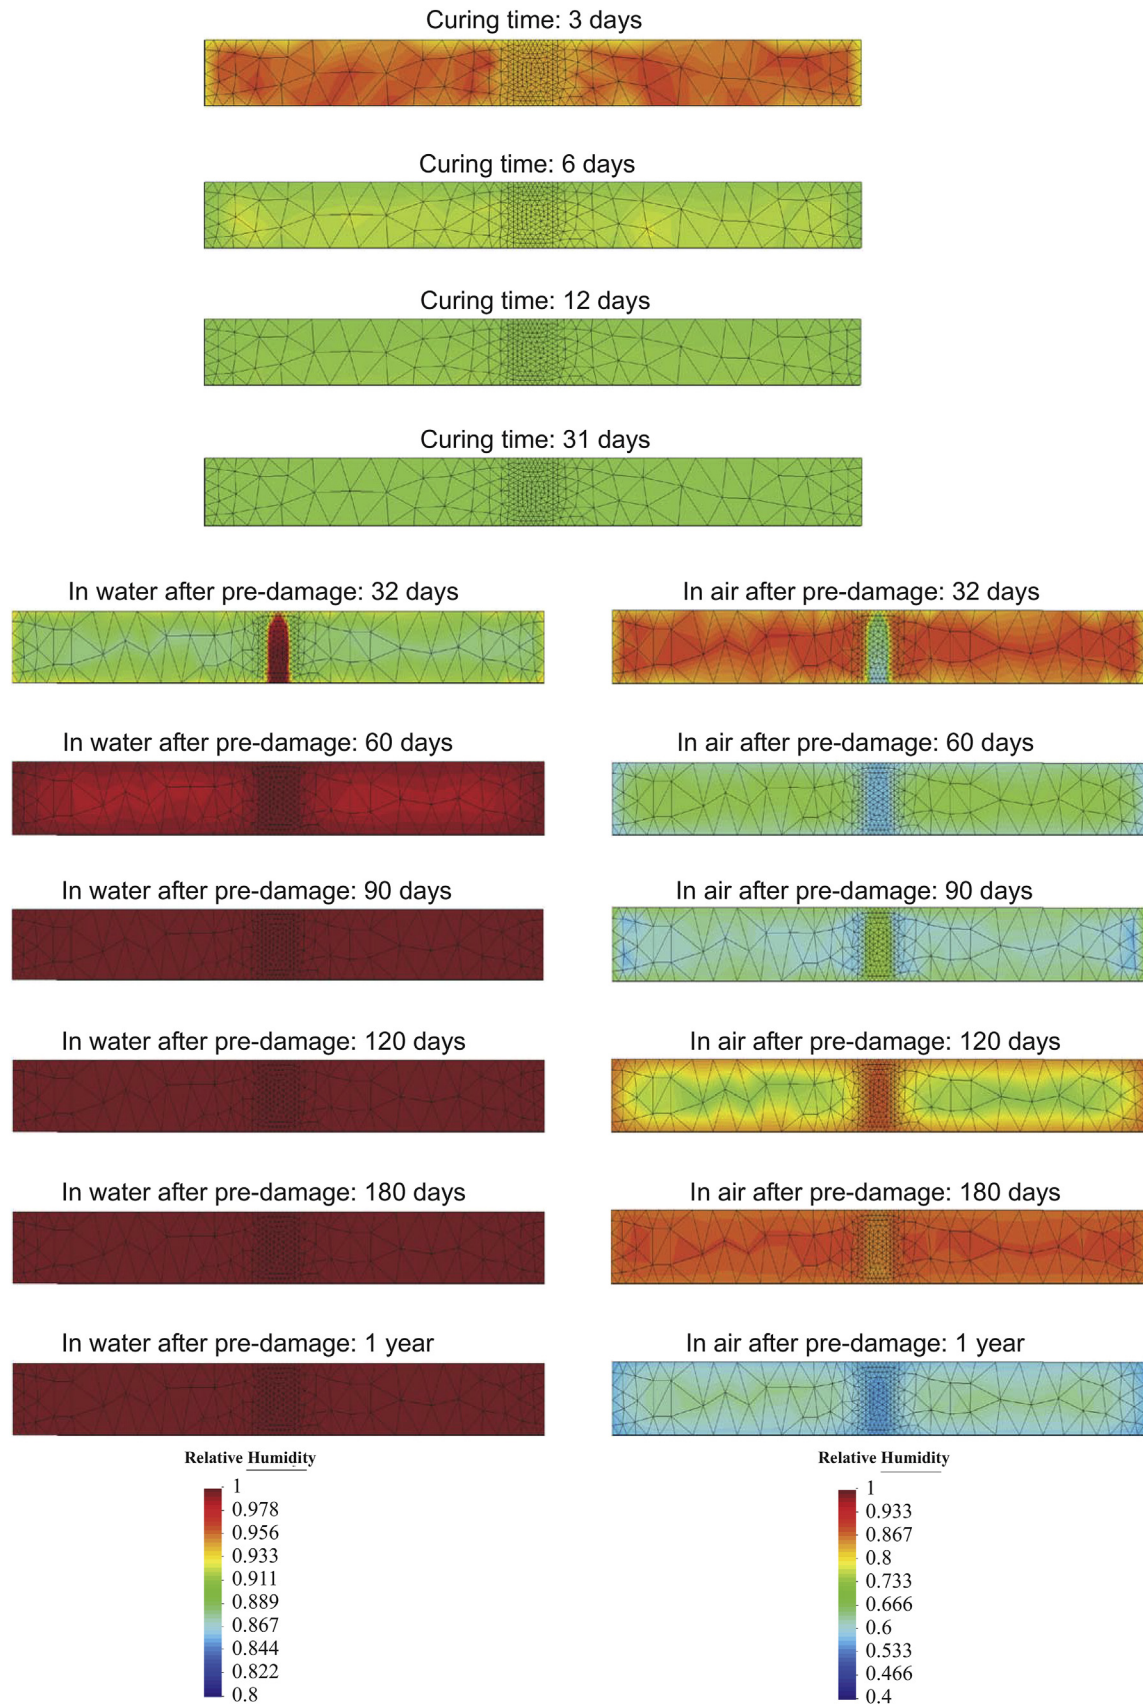 Curing time: 3 days
Curing time: 6 days
Curing time: 12 days
Curing time: 31 days
In water after pre-damage: 32 days
In air after pre-damage: 32 days
In water after pre-damage: 60 days
In air after pre-damage: 60 days
In water after pre-damage: 90 days
In air after pre-damage: 90 days
In water after pre-damage: 120 days
In air after pre-damage: 120 days
In water after pre-damage: 180 days
In air after pre-damage: 180 days
In water after pre-damage: 1 year
In air after pre-damage: 1 year
Relative Humidity
1
0.978
0.956
0.933
0.911
0.889
0.867
0.844
0.822
0.8
Relative Humidity
1
0.933
0.867
0.8
0.733
0.666
0.6
0.533
0.466
0.4